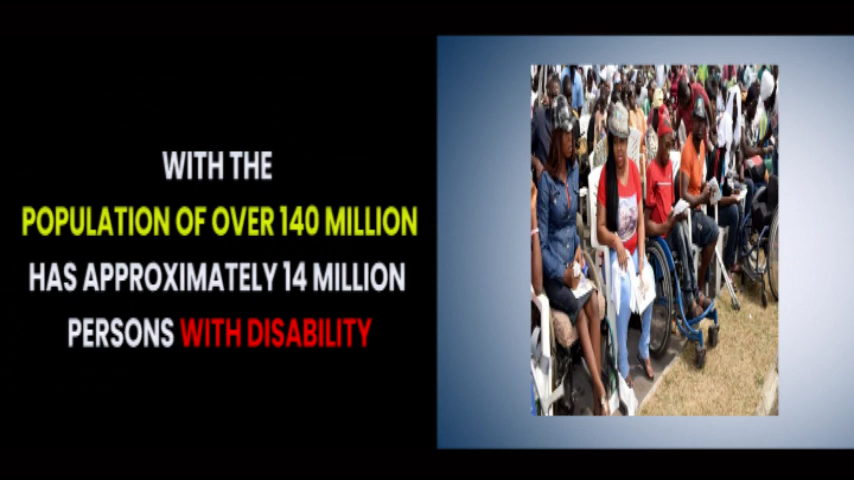 WITH THE
POPULATION OF OVER 140 MILLION
HAS APPROXIMATELY 14 MILLION
PERSONS WITH DISABILITY